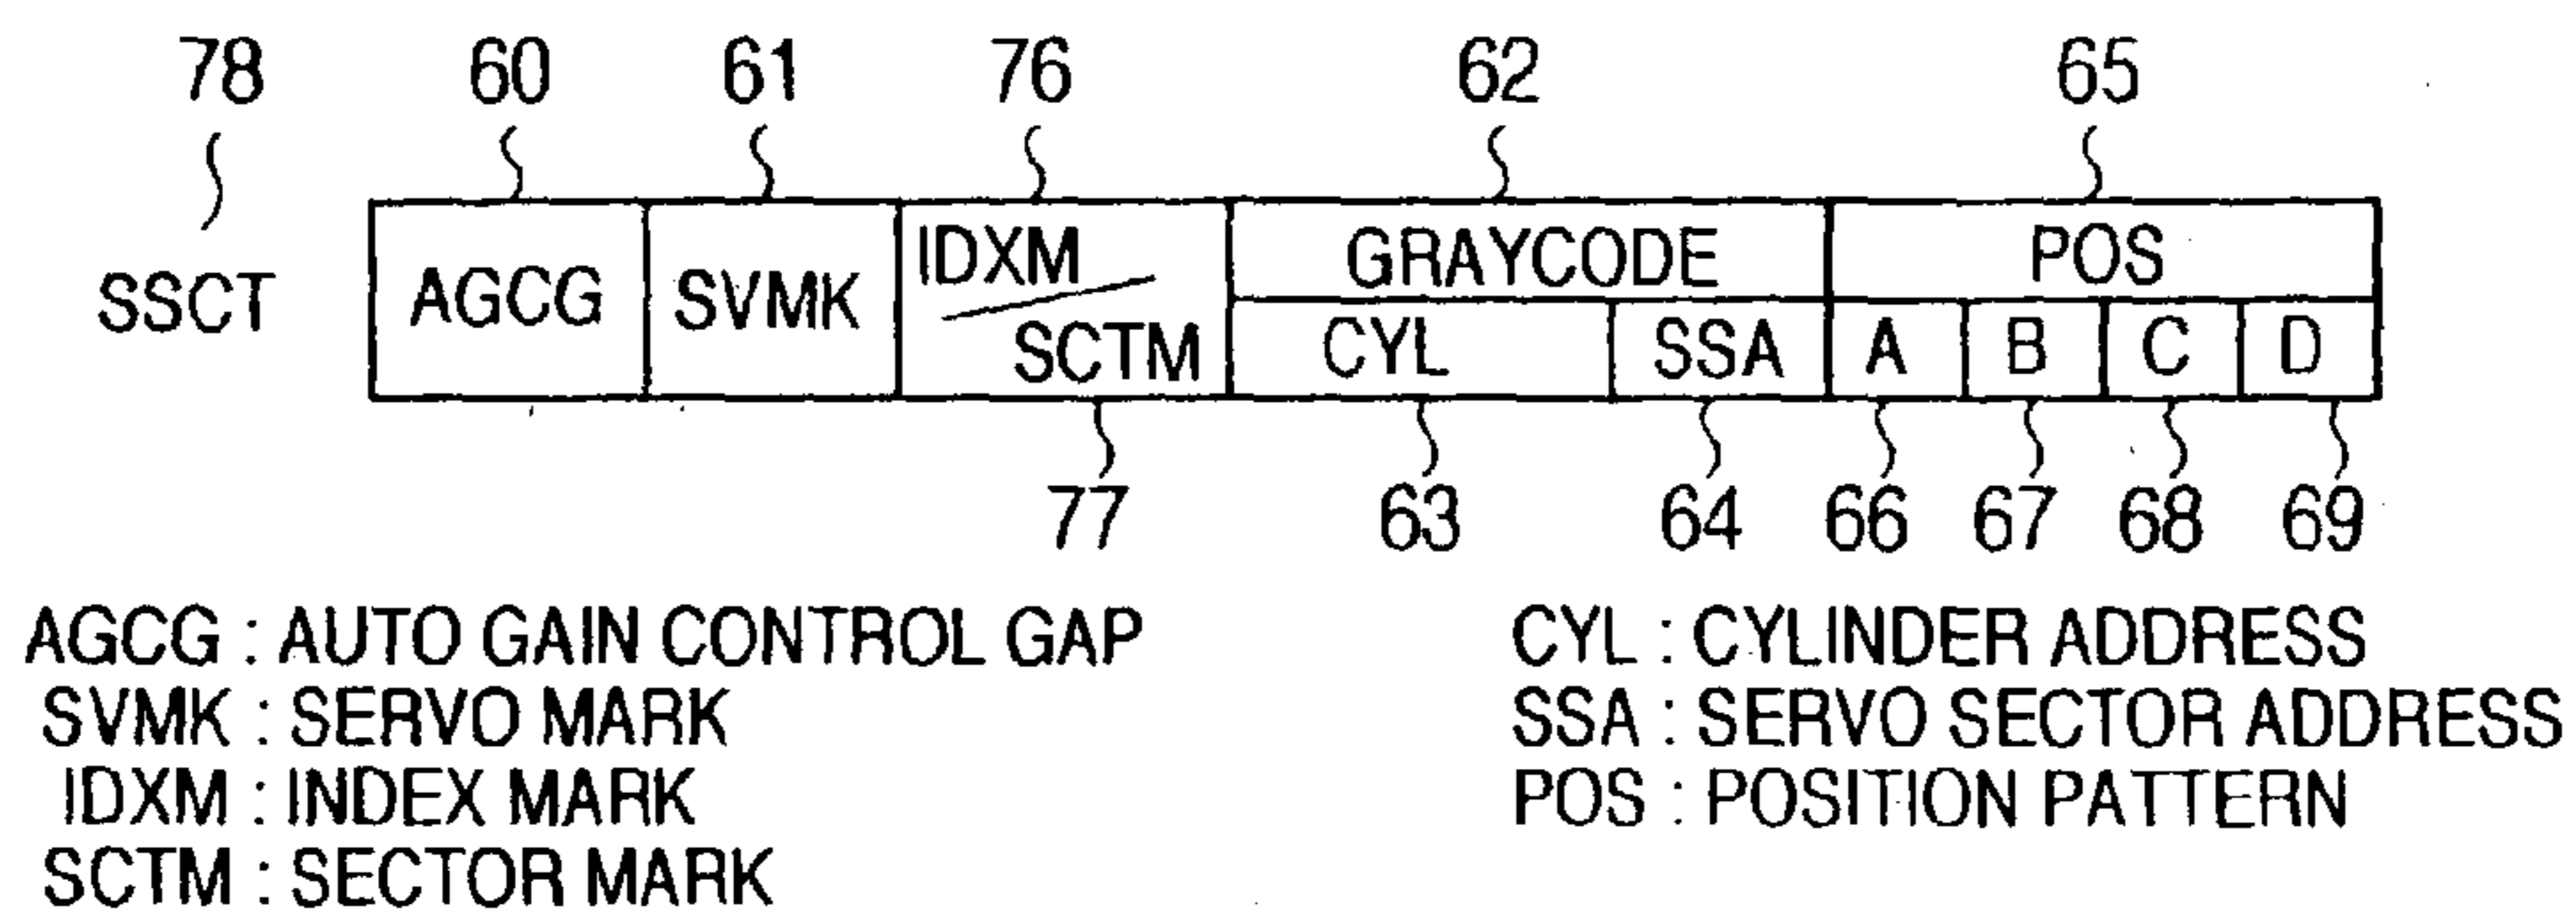 78 60 61 76 62 65
IDXM GRAYCODE POS
SSCT AGCG SVMK
SCTM CYL SSA A B C D
77 63 64 66 67 68 69
AGCG : AUTO GAIN CONTROL GAP
SVMK : SERVO MARK
IDXM : INDEX MARK
SCTM : SECTOR MARK
CYL : CYLINDER ADDRESS
SSA : SERVO SECTOR ADDRESS
POS : POSITION PATTERN